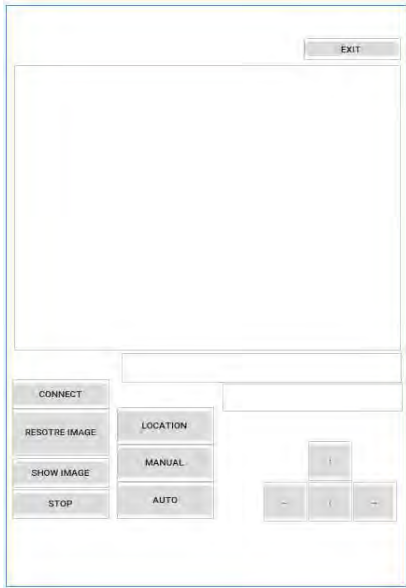 EXIT
CONNECT
RESOTRE IMAGE
LOCATION
SHOW IMAGE
MANUAL
STOP
AUTO